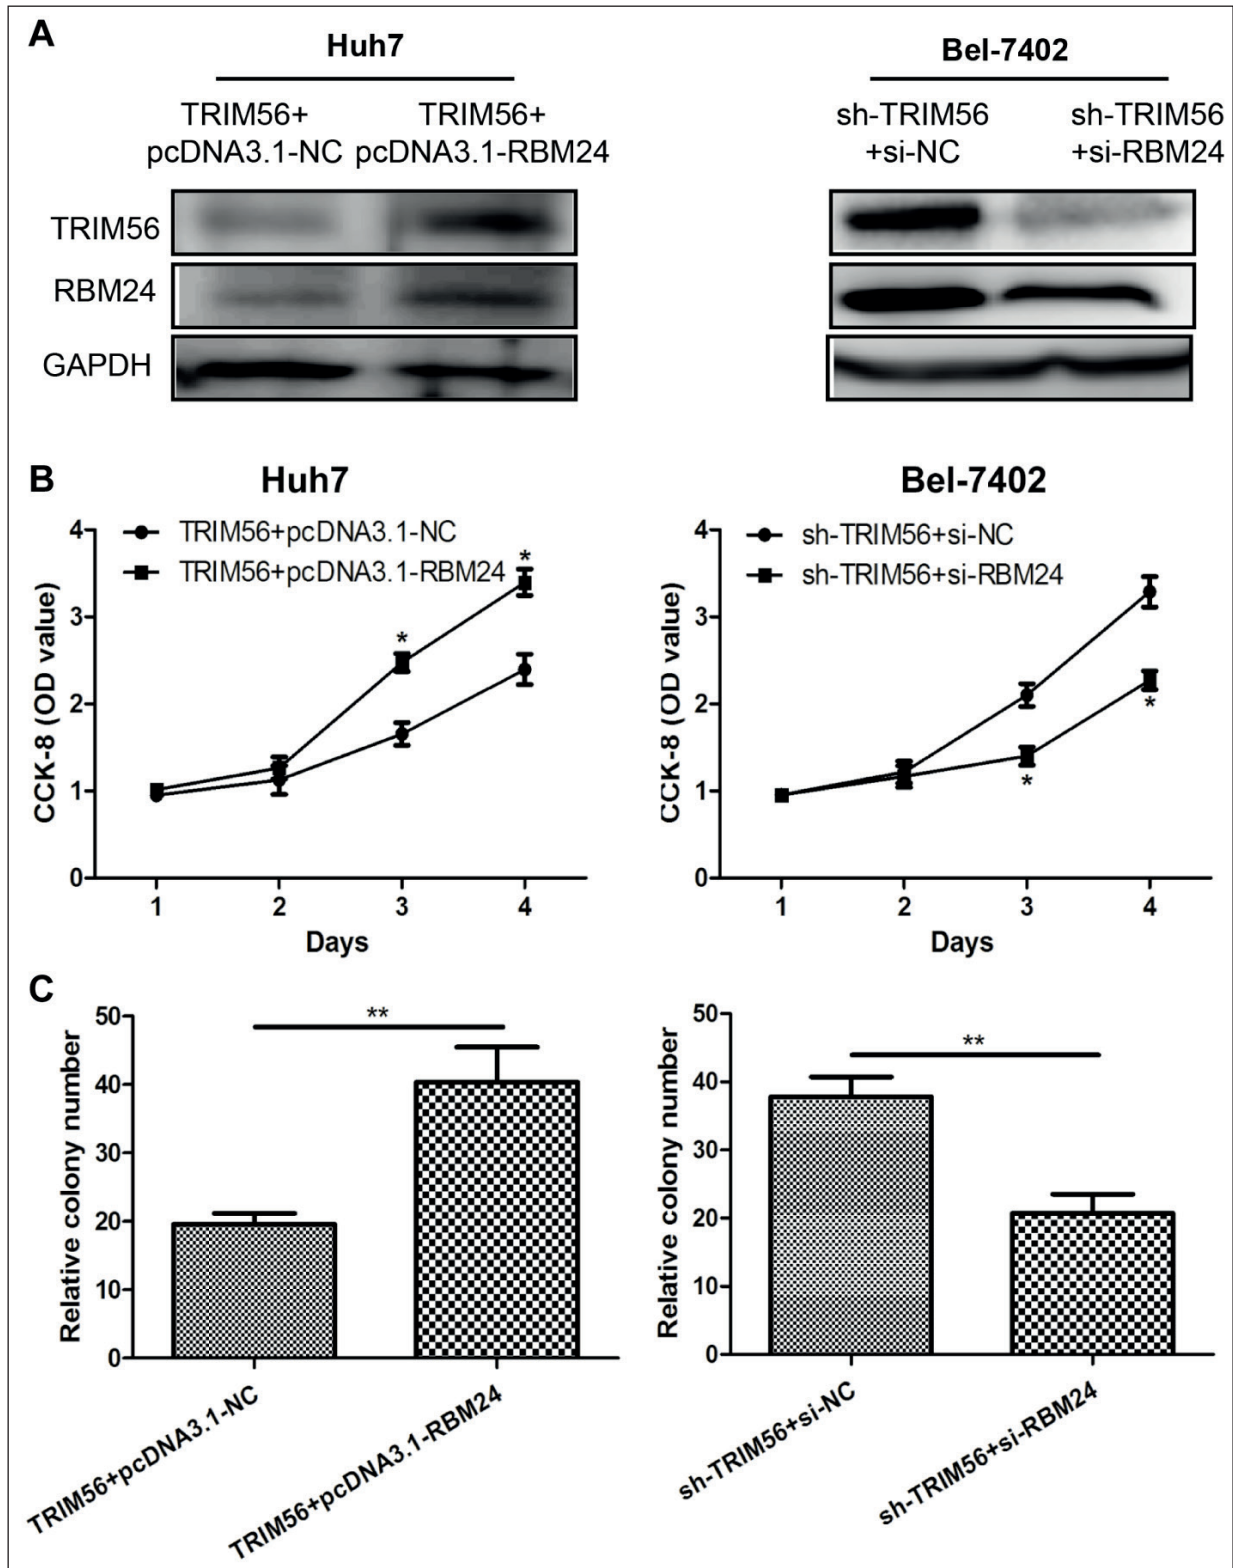 A
Huh7
Bel-7402
TRIM56+
pcDNA3.1-NC
TRIM56+
pcDNA3.1-RBM24
sh-TRIM56
+si-NC
sh-TRIM56
+si-RBM24
TRIM56
RBM24
GAPDH
B
Huh7
TRIM56+pcDNA3.1-NC
TRIM56+pcDNA3.1-RBM24
*
*
CCK-8 (OD value)
4
3
2
1
0
1 2 3 4
Days
Bel-7402
sh-TRIM56+si-NC
sh-TRIM56+si-RBM24
*
*
CCK-8 (OD value)
4
3
2
1
0
1 2 3 4
Days
C
**
Relative colony number
50
40
30
20
10
0
TRIM56+pcDNA3.1-NC
TRIM56+pcDNA3.1-RBM24
**
Relative colony number
50
40
30
20
10
0
sh-TRIM56+si-NC
sh-TRIM56+si-RBM24